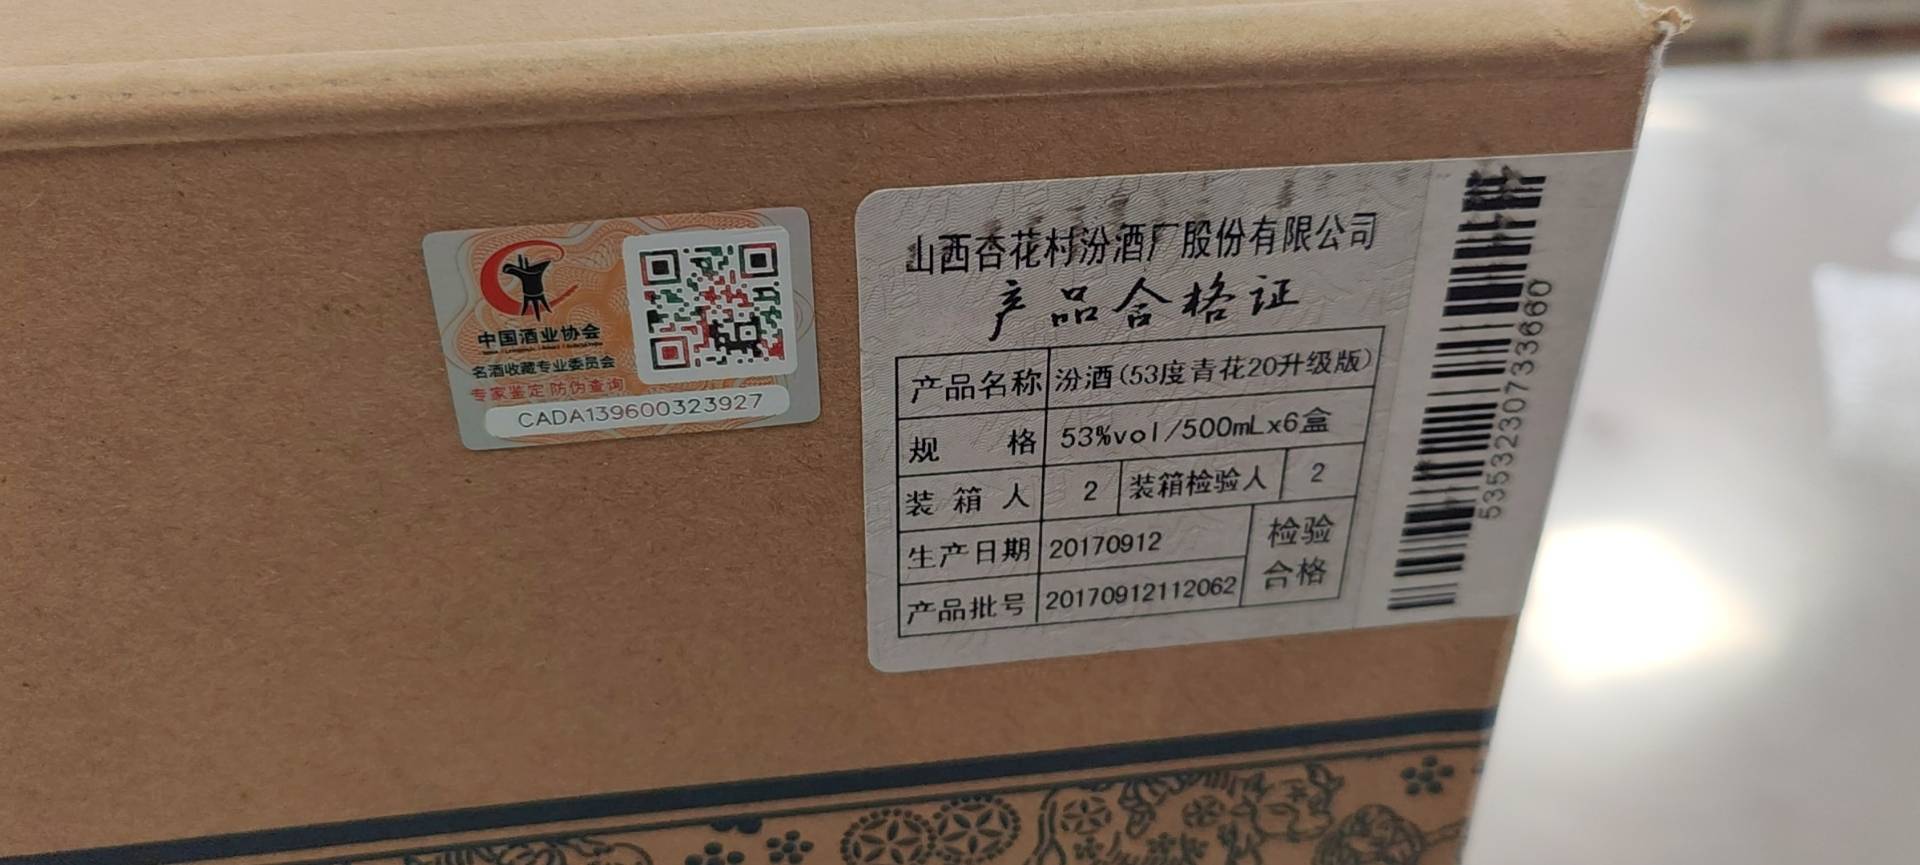 中国酒业协会
名酒收藏专业委员会
专家鉴定 防伪查询
CADA139600323927
山西杏花村汾酒厂股份有限公司
产品合格证
产品名称 汾酒(53度青花20升级版)
规格 53%vol/500mLx6盒
装箱人 2 装箱检验人 2
生产日期 20170912 检验合格
产品批号 20170912112062
5353230733660